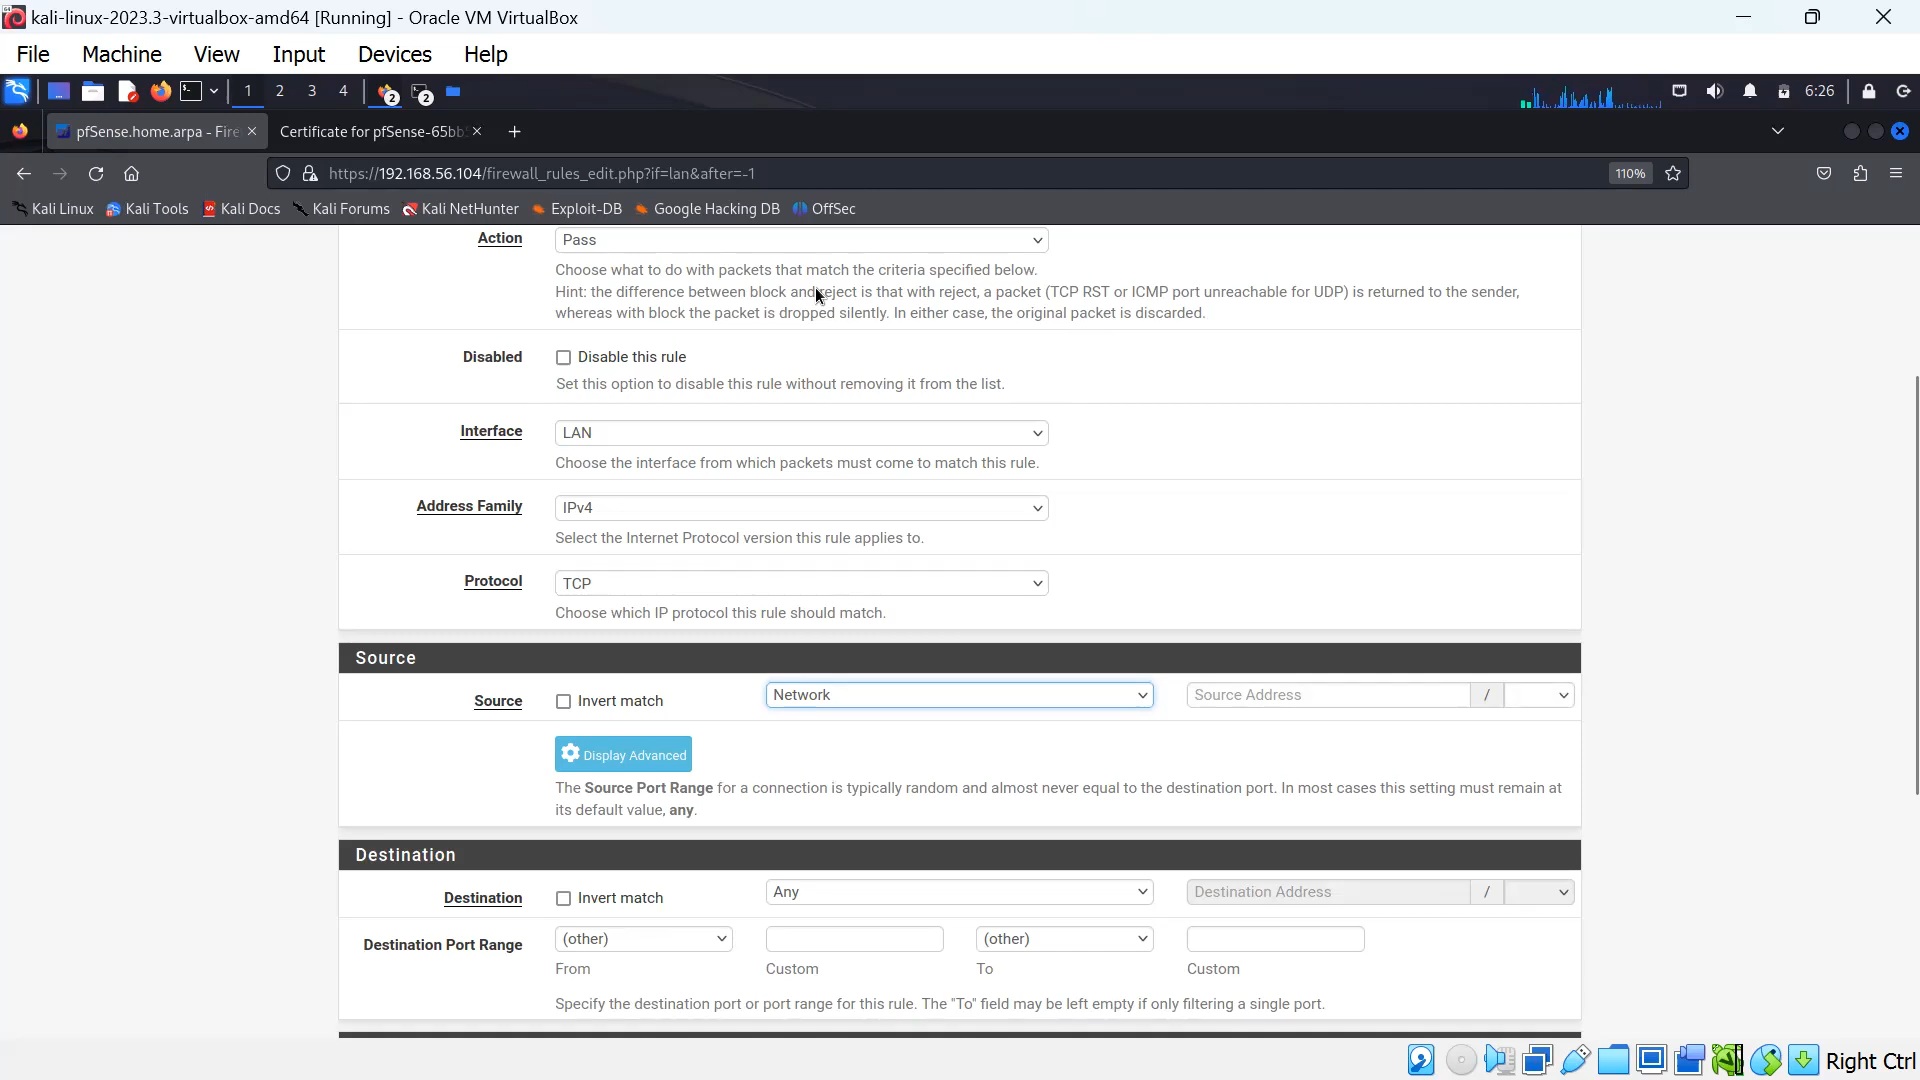 kali-linux-2023.3-virtualbox-amd64 [Running] - Oracle VM VirtualBox
File Machine View Input Devices Help
1 2 3 4 2 2 6:26
pfSense.home.arpa - Fire Certificate for pfSense-65bb
https://192.168.56.104/firewall_rules_edit.php?if=lan&after=-1 110%
Kali Linux Kali Tools Kali Docs Kali Forums Kali NetHunter Exploit-DB Google Hacking DB OffSec
Action Pass
Choose what to do with packets that match the criteria specified below.
Hint: the difference between block and reject is that with reject, a packet (TCP RST or ICMP port unreachable for UDP) is returned to the sender,
whereas with block the packet is dropped silently. In either case, the original packet is discarded.
Disabled Disable this rule
Set this option to disable this rule without removing it from the list.
Interface LAN
Choose the interface from which packets must come to match this rule.
Address Family IPv4
Select the Internet Protocol version this rule applies to.
Protocol TCP
Choose which IP protocol this rule should match.
Source
Source Invert match Network Source Address /
Display Advanced
The Source Port Range for a connection is typically random and almost never equal to the destination port. In most cases this setting must remain at
its default value, any.
Destination
Destination Invert match Any Destination Address /
Destination Port Range (other) (other)
From Custom To Custom
Specify the destination port or port range for this rule. The "To" field may be left empty if only filtering a single port.
Right Ctrl